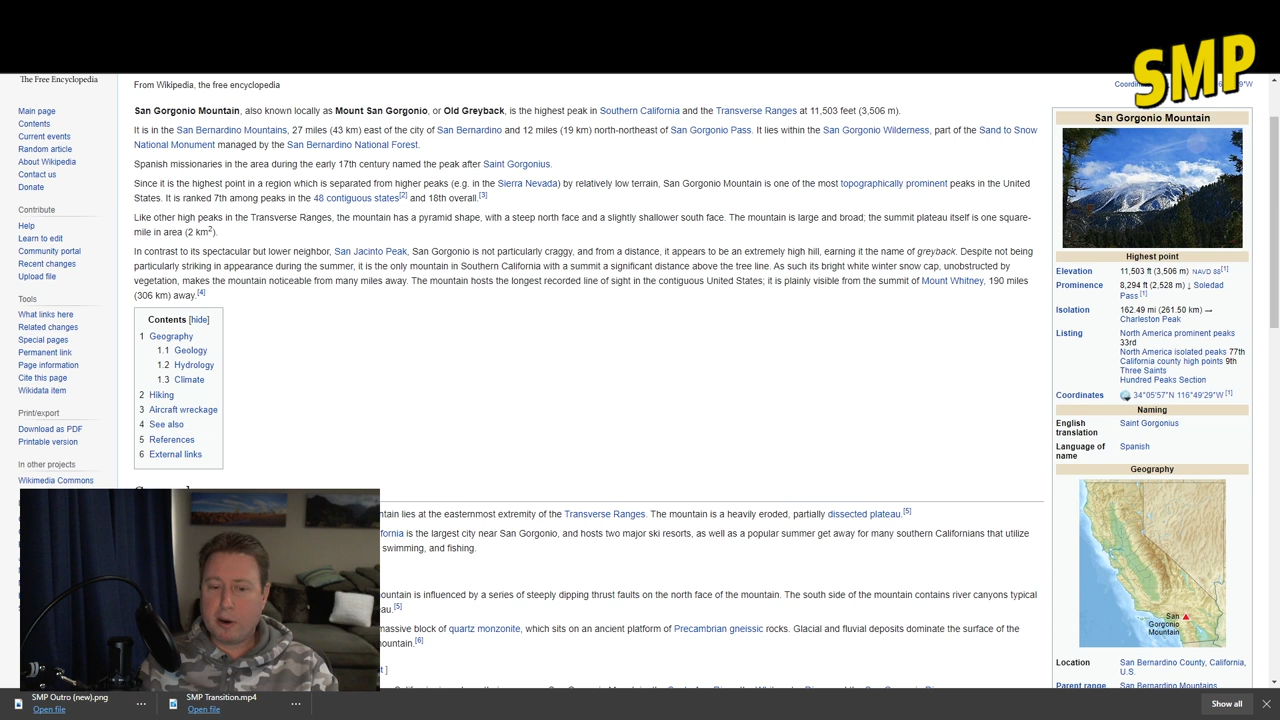 SMP
The Free Encyclopedia
From Wikipedia, the free encyclopedia
Main page
Contents
Current events
Random article
About Wikipedia
Contact us
Donate
Contribute
Help
Learn to edit
Community portal
Recent changes
Upload file
Tools
What links here
Related changes
Special pages
Permanent link
Page information
Cite this page
Wikidata item
Print/export
Download as PDF
Printable version
In other projects
Wikimedia Commons
San Gorgonio Mountain, also known locally as Mount San Gorgonio, or Old Greyback, is the highest peak in Southern California and the Transverse Ranges at 11,503 feet (3,506 m).
It is in the San Bernardino Mountains, 27 miles (43 km) east of the city of San Bernardino and 12 miles (19 km) north-northeast of San Gorgonio Pass. It lies within the San Gorgonio Wilderness, part of the Sand to Snow
National Monument managed by the San Bernardino National Forest.
Spanish missionaries in the area during the early 17th century named the peak after Saint Gorgonius.
Since it is the highest point in a region which is separated from higher peaks (e.g. in the Sierra Nevada) by relatively low terrain, San Gorgonio Mountain is one of the most topographically prominent peaks in the United
States. It is ranked 7th among peaks in the 48 contiguous states[2] and 18th overall.[3]
Like other high peaks in the Transverse Ranges, the mountain has a pyramid shape, with a steep north face and a slightly shallower south face. The mountain is large and broad; the summit plateau itself is one square-
mile in area (2 km2).
In contrast to its spectacular but lower neighbor, San Jacinto Peak, San Gorgonio is not particularly craggy, and from a distance, it appears to be an extremely high hill, earning it the name of greyback. Despite not being
particularly striking in appearance during the summer, it is the only mountain in Southern California with a summit a significant distance above the tree line. As such its bright white winter snow cap, unobstructed by
vegetation, makes the mountain noticeable from many miles away. The mountain hosts the longest recorded line of sight in the contiguous United States; it is plainly visible from the summit of Mount Whitney, 190 miles
(306 km) away.[4]
Contents [hide]
1 Geography
1.1 Geology
1.2 Hydrology
1.3 Climate
2 Hiking
3 Aircraft wreckage
4 See also
5 References
6 External links
ntain lies at the easternmost extremity of the Transverse Ranges. The mountain is a heavily eroded, partially dissected plateau.[5]
fornia is the largest city near San Gorgonio, and hosts two major ski resorts, as well as a popular summer get away for many southern Californians that utilize
swimming, and fishing.
ountain is influenced by a series of steeply dipping thrust faults on the north face of the mountain. The south side of the mountain contains river canyons typical
au.[5]
massive block of quartz monzonite, which sits on an ancient platform of Precambrian gneissic rocks. Glacial and fluvial deposits dominate the surface of the
ountain.[6]
San Gorgonio Mountain
Highest point
Elevation 11,503 ft (3,506 m) NAVD 88[1]
Prominence 8,294 ft (2,528 m) ↓ Soledad
Pass[1]
Isolation 162.49 mi (261.50 km) →
Charleston Peak
Listing North America prominent peaks
33rd
North America isolated peaks 77th
California county high points 9th
Three Saints
Hundred Peaks Section
Coordinates 34°05′57″N 116°49′29″W [1]
Naming
English Saint Gorgonius
translation
Language of Spanish
name
Geography
San
Gorgonio
Mountain
Location San Bernardino County, California,
U.S.
Parent range San Bernardino Mountains
SMP Outro (new).png
Open file
SMP Transition.mp4
Open file
Show all